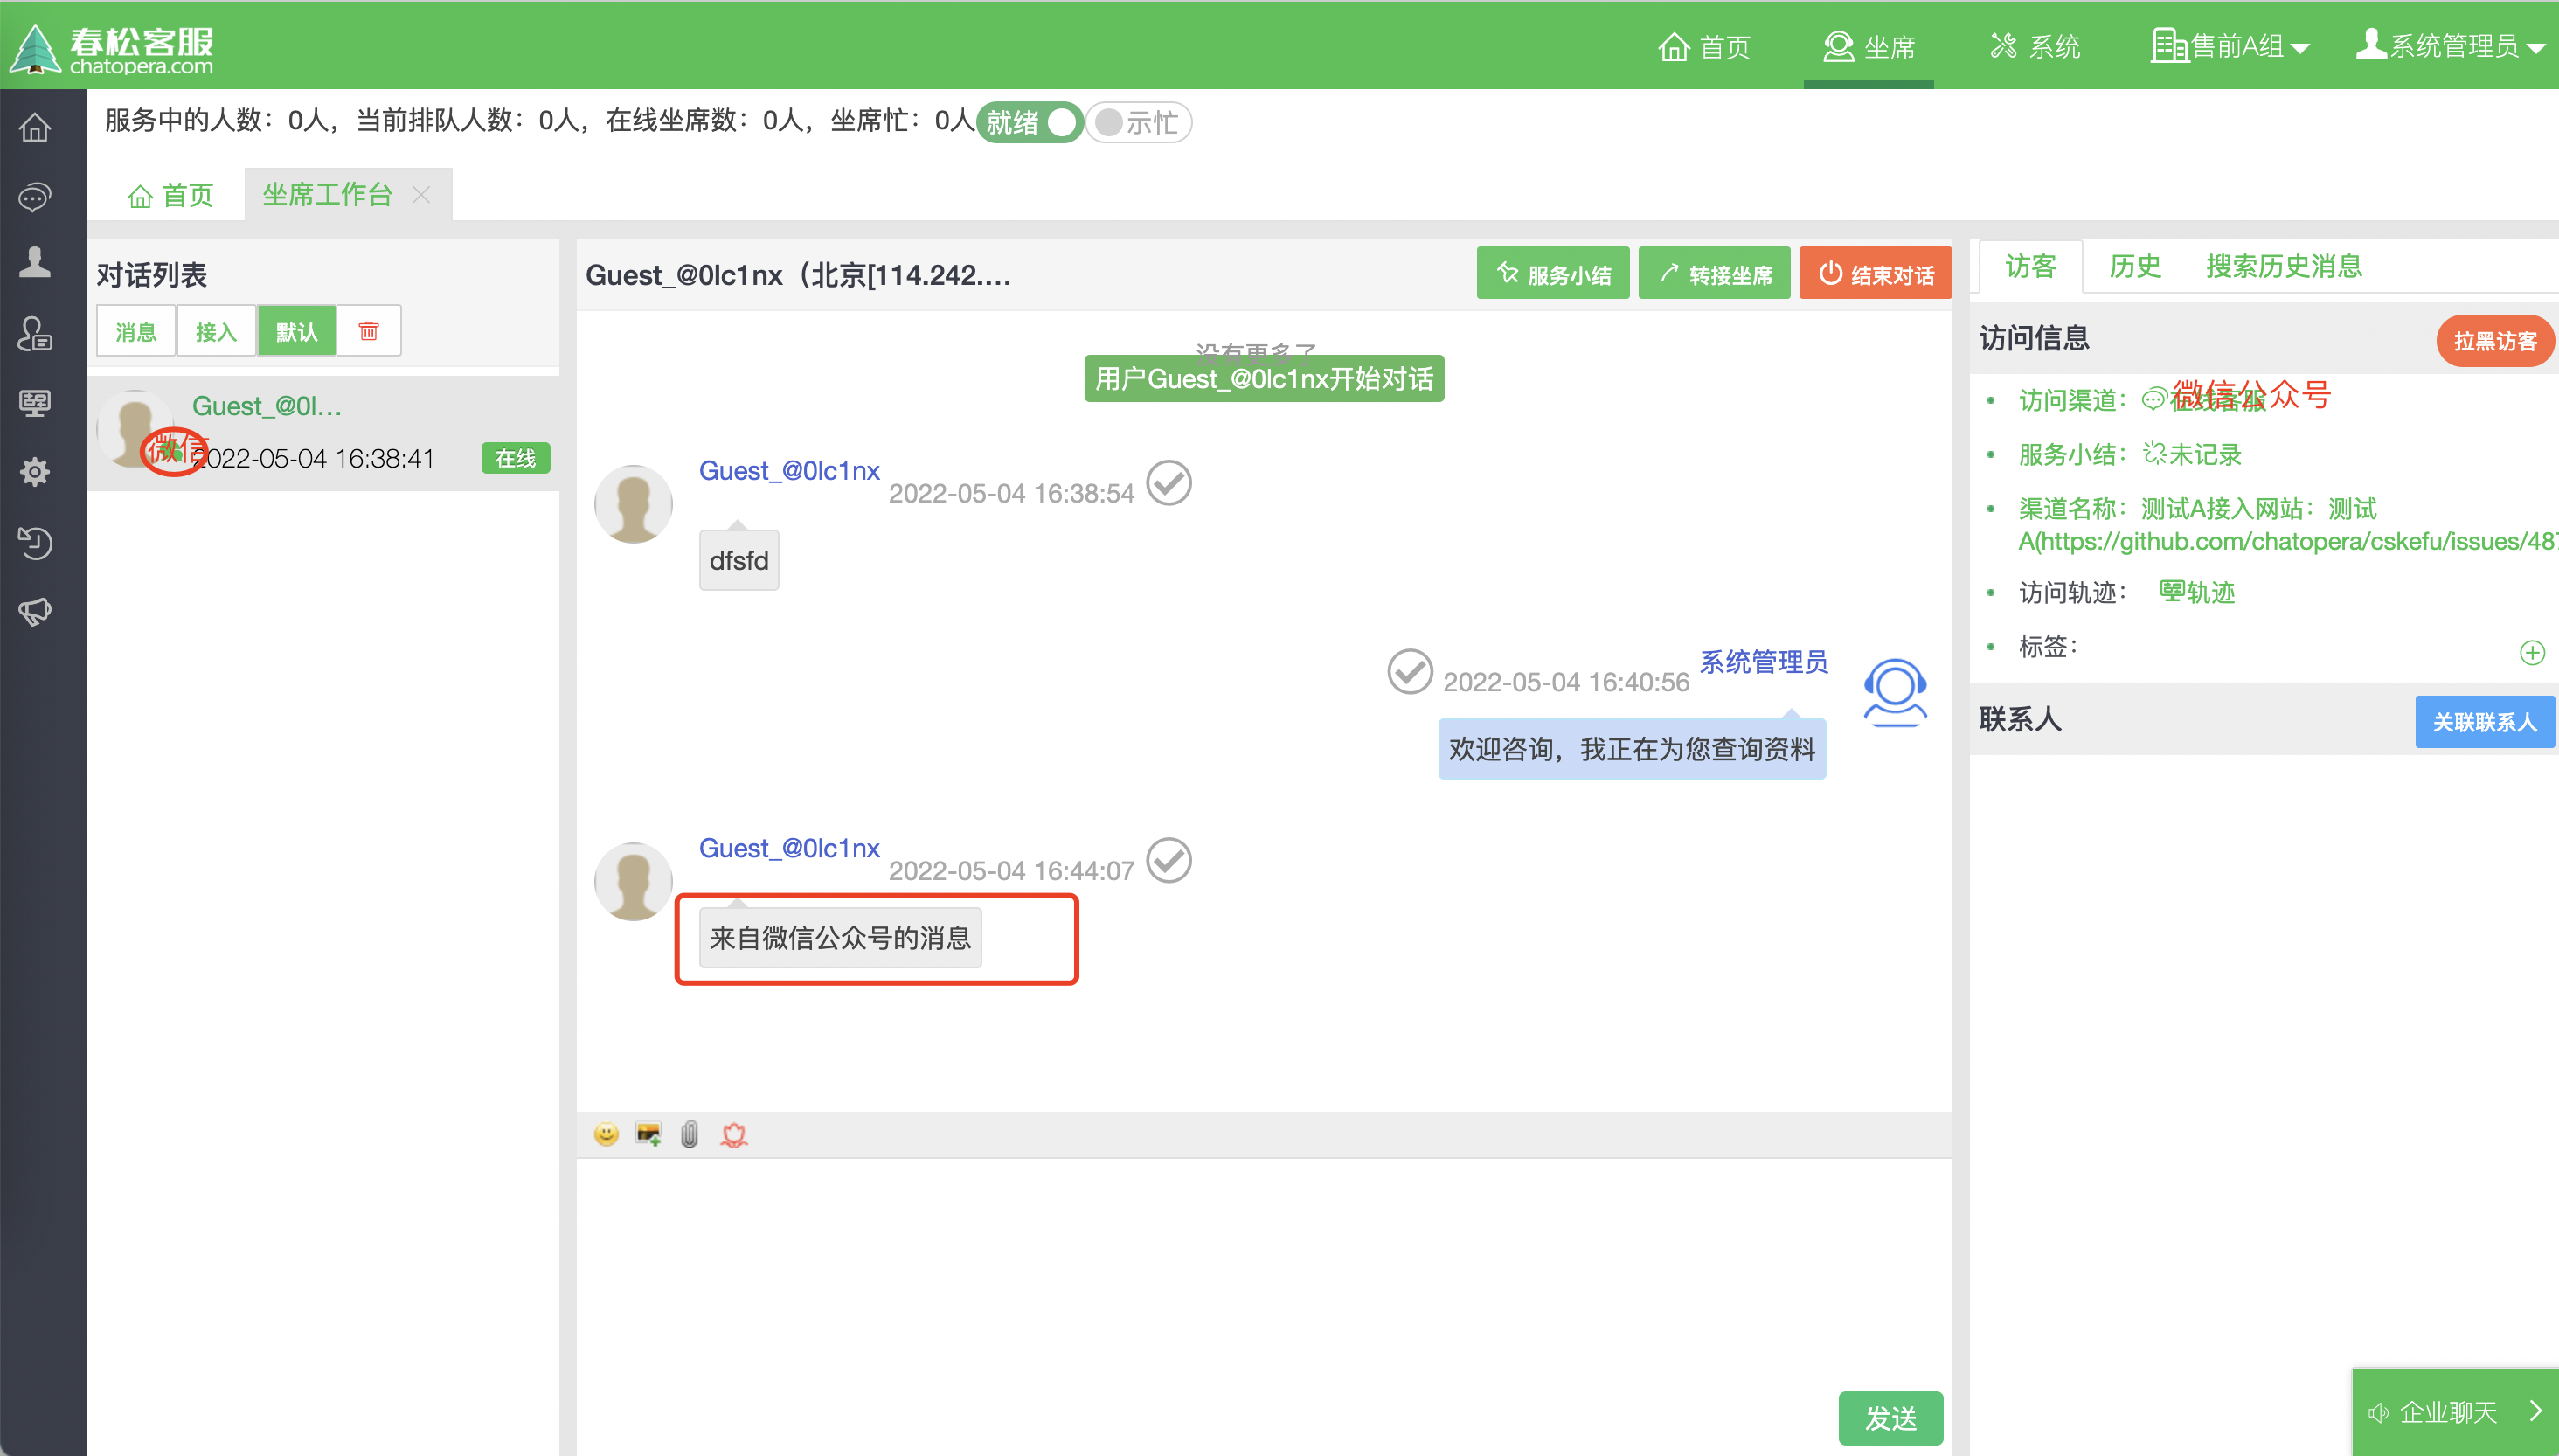 春松客服
chatopera.com
首页
坐席
系统
售前A组
系统管理员
服务中的人数：0人，当前排队人数：0人，在线坐席数：0人，坐席忙：0人
就绪
示忙
首页
坐席工作台
对话列表
消息
接入
默认
Guest_@0l...
微信
2022-05-04 16:38:41
在线
Guest_@0lc1nx（北京[114.242....
服务小结
转接坐席
结束对话
没有更多了
用户Guest_@0lc1nx开始对话
Guest_@0lc1nx
2022-05-04 16:38:54
dfsfd
2022-05-04 16:40:56
系统管理员
欢迎咨询，我正在为您查询资料
Guest_@0lc1nx
2022-05-04 16:44:07
来自微信公众号的消息
发送
访客
历史
搜索历史消息
访问信息
拉黑访客
访问渠道：在线客服
微信公众号
服务小结：未记录
渠道名称：测试A接入网站：测试
A(https://github.com/chatopera/cskefu/issues/487
访问轨迹：
轨迹
标签：
联系人
关联联系人
企业聊天